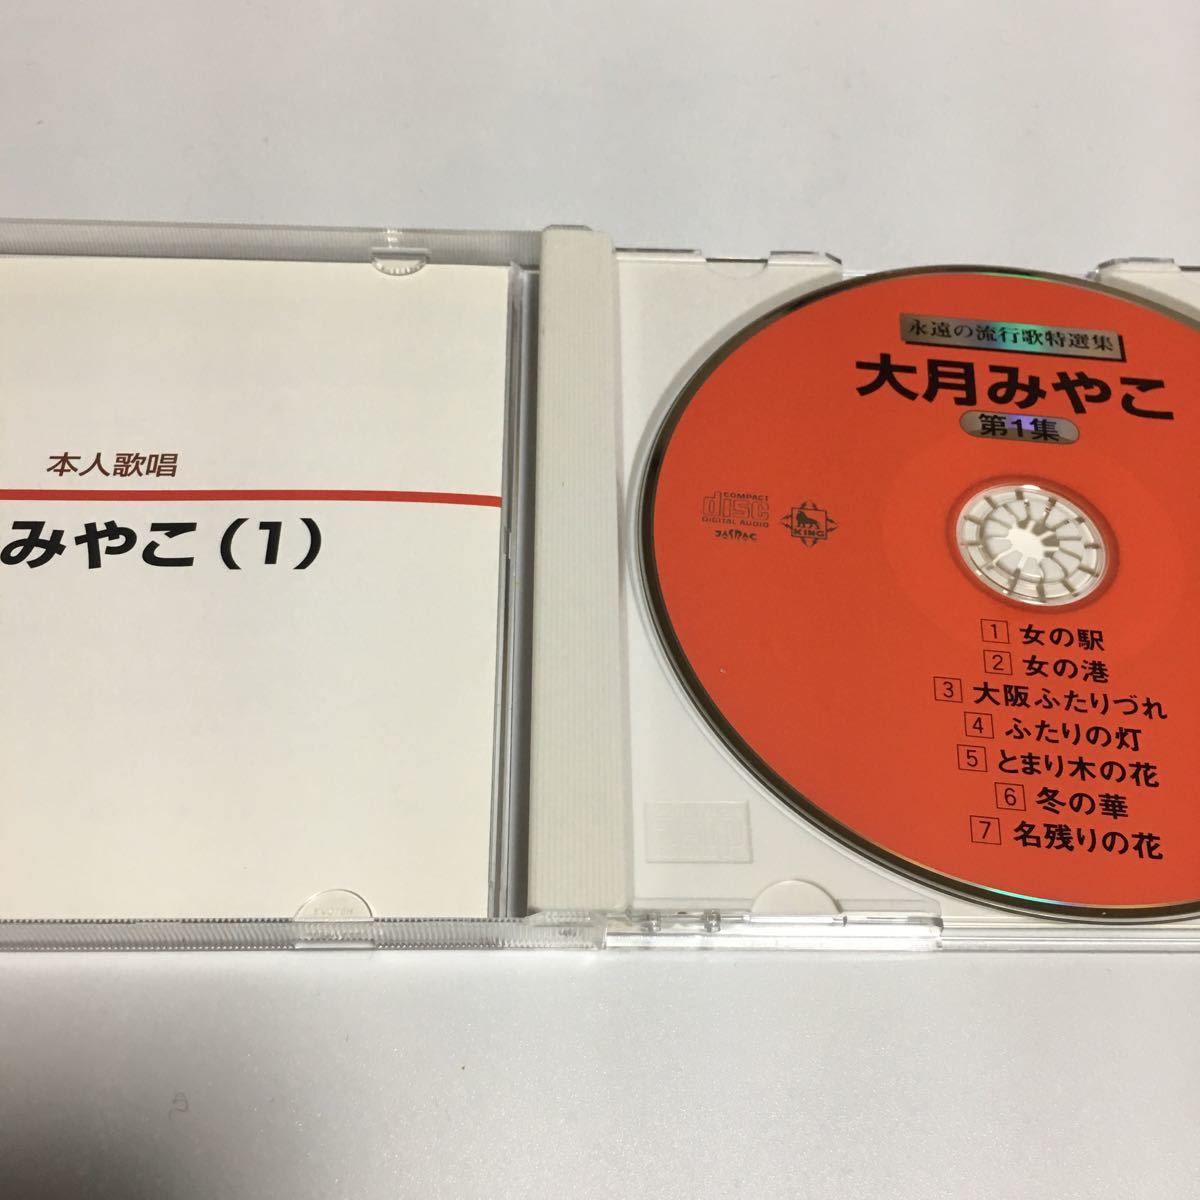 本人歌唱
みやこ(1)
永遠の流行歌特選集
大月みやこ
第1集
COMPACT
disc
DIGITAL AUDIO
JASRAC
KING
1 女の駅
2 女の港
3 大阪ふたりづれ
4 ふたりの灯
5 とまり木の花
6 冬の華
7 名残りの花